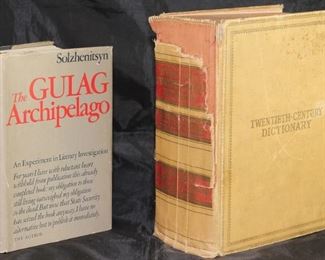 Solzhenitsyn
The GULAG
Archipelago
An Experiment in Literary Investigation
For years I have with reluctant heart
withheld from publication this already
completed book: my obligation to those
still living outweighed my obligation
to the dead. But now that State Security
has seized the book anyway, I have no
alternative but to publish it immediately.
THE AUTHOR
TWENTIETH-CENTURY
DICTIONARY